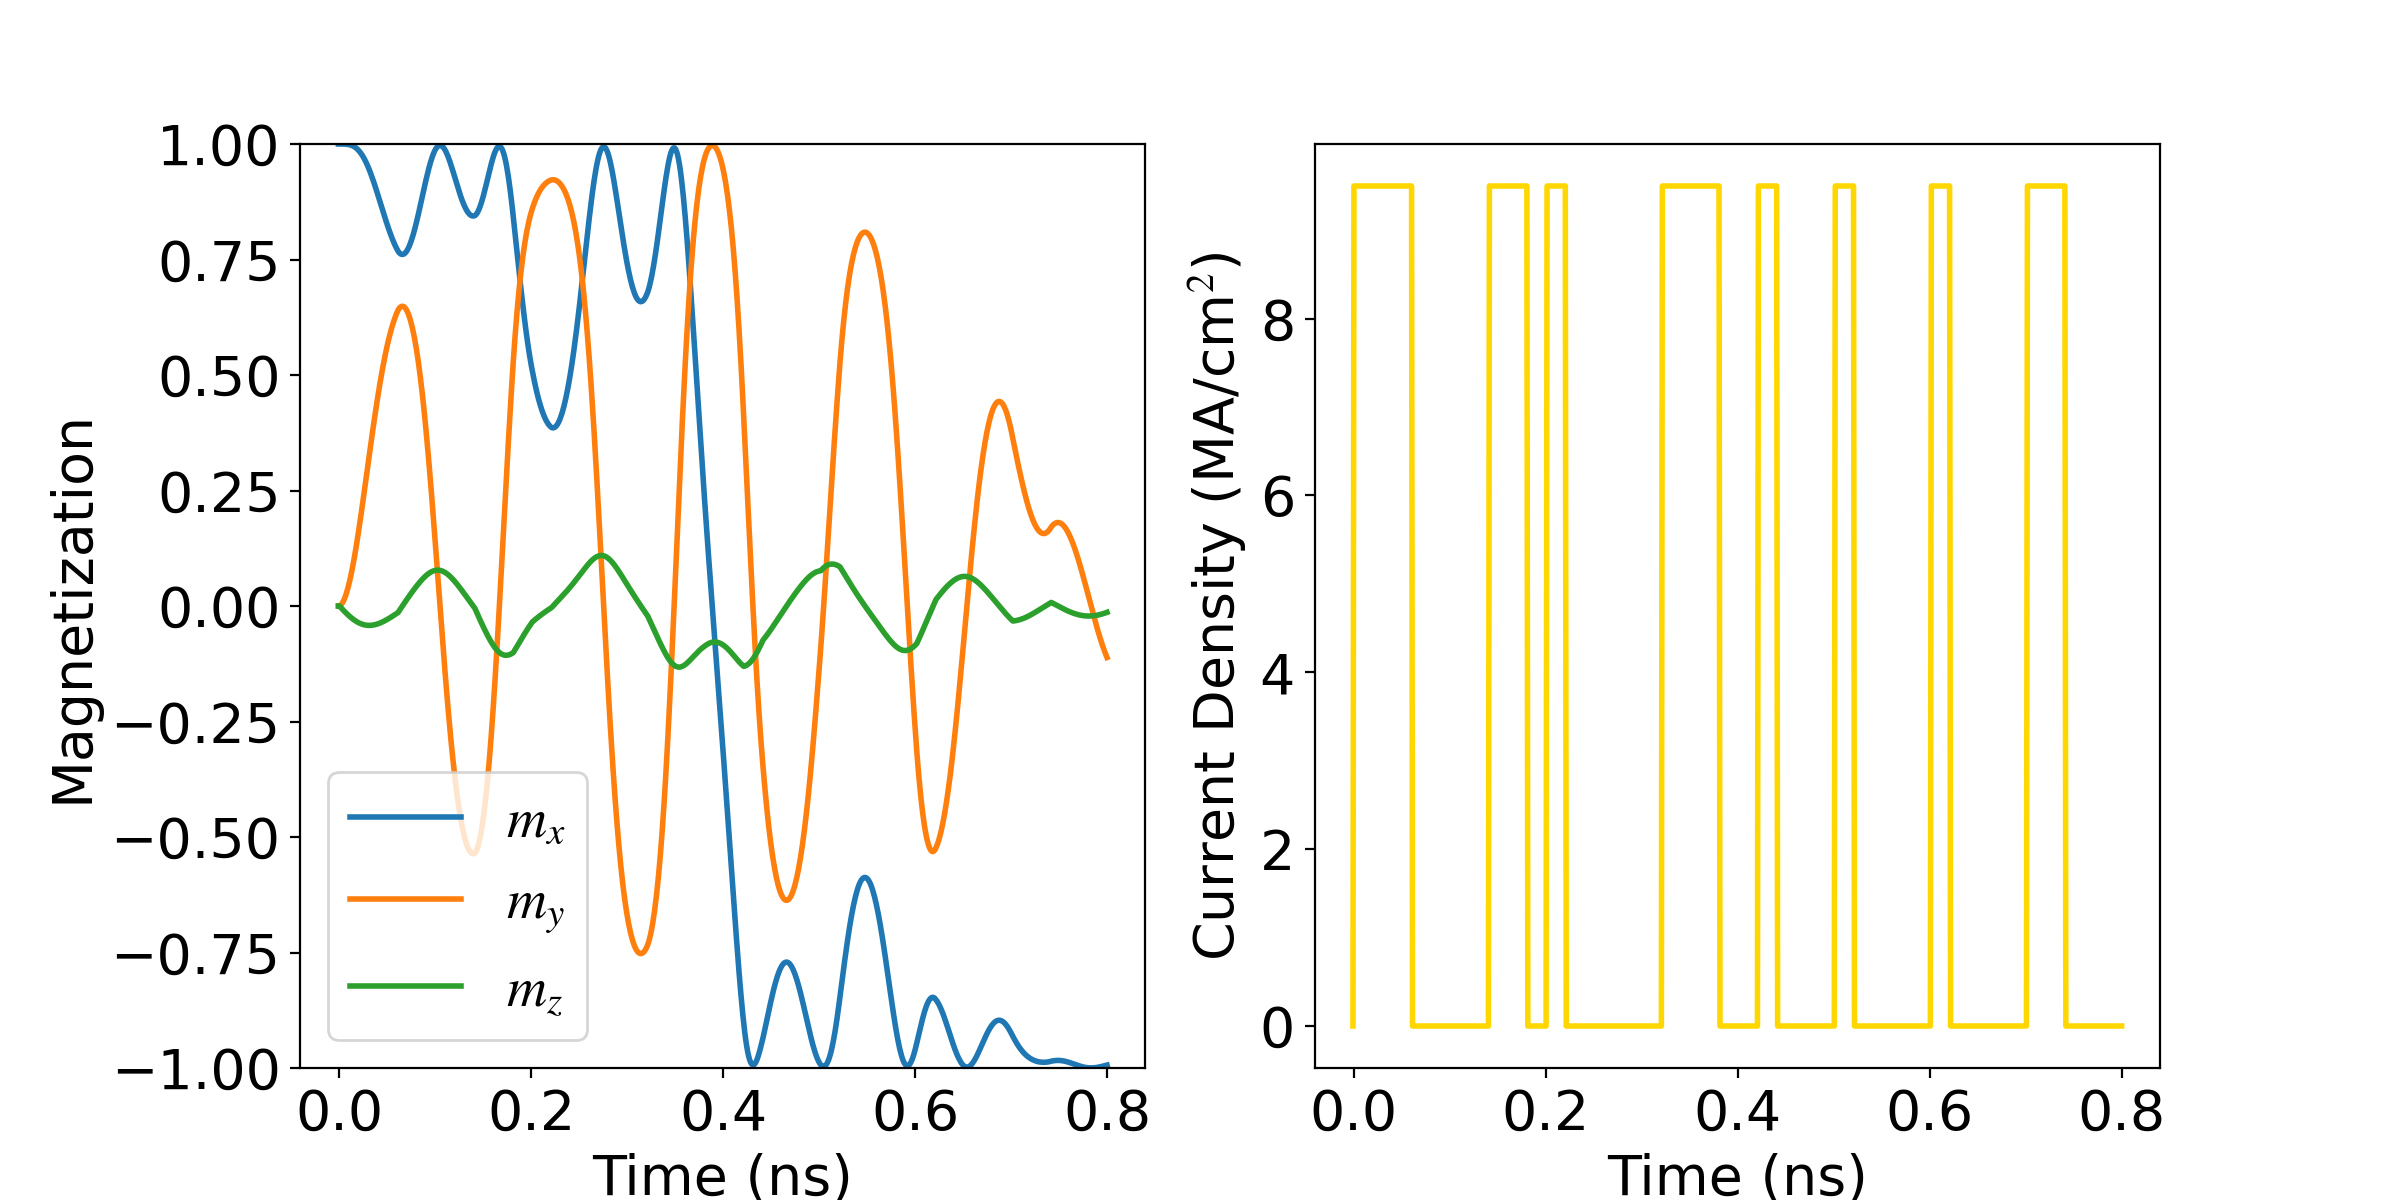 Magnetization
1.00
0.75
0.50
0.25
0.00
−0.25
−0.50
−0.75
−1.00
0.0 0.2 0.4 0.6 0.8
Time (ns)
mₓ
m_y
m_z
Current Density (MA/cm²)
8
6
4
2
0
0.0 0.2 0.4 0.6 0.8
Time (ns)